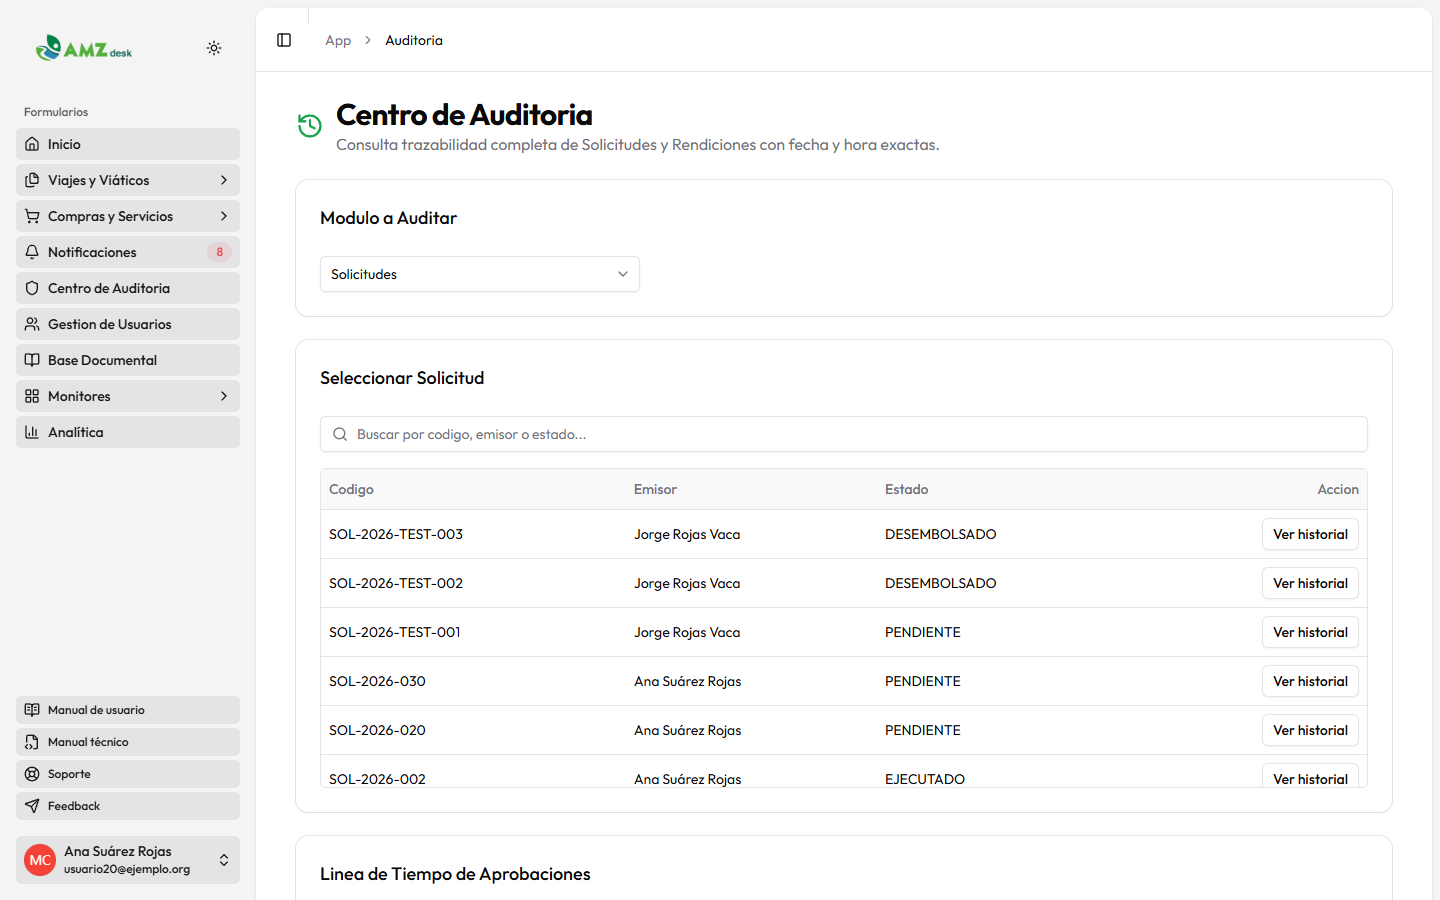 AMZ desk
Formularios
Inicio
Viajes y Viáticos
Compras y Servicios
Notificaciones 8
Centro de Auditoria
Gestion de Usuarios
Base Documental
Monitores
Analítica
Manual de usuario
Manual técnico
Soporte
Feedback
MC
Ana Suárez Rojas
usuario20@ejemplo.org
App > Auditoria
Centro de Auditoria
Consulta trazabilidad completa de Solicitudes y Rendiciones con fecha y hora exactas.
Modulo a Auditar
Solicitudes
Seleccionar Solicitud
Buscar por codigo, emisor o estado...
Codigo Emisor Estado Accion
SOL-2026-TEST-003 Jorge Rojas Vaca DESEMBOLSADO Ver historial
SOL-2026-TEST-002 Jorge Rojas Vaca DESEMBOLSADO Ver historial
SOL-2026-TEST-001 Jorge Rojas Vaca PENDIENTE Ver historial
SOL-2026-030 Ana Suárez Rojas PENDIENTE Ver historial
SOL-2026-020 Ana Suárez Rojas PENDIENTE Ver historial
SOL-2026-002 Ana Suárez Rojas EJECUTADO Ver historial
Linea de Tiempo de Aprobaciones